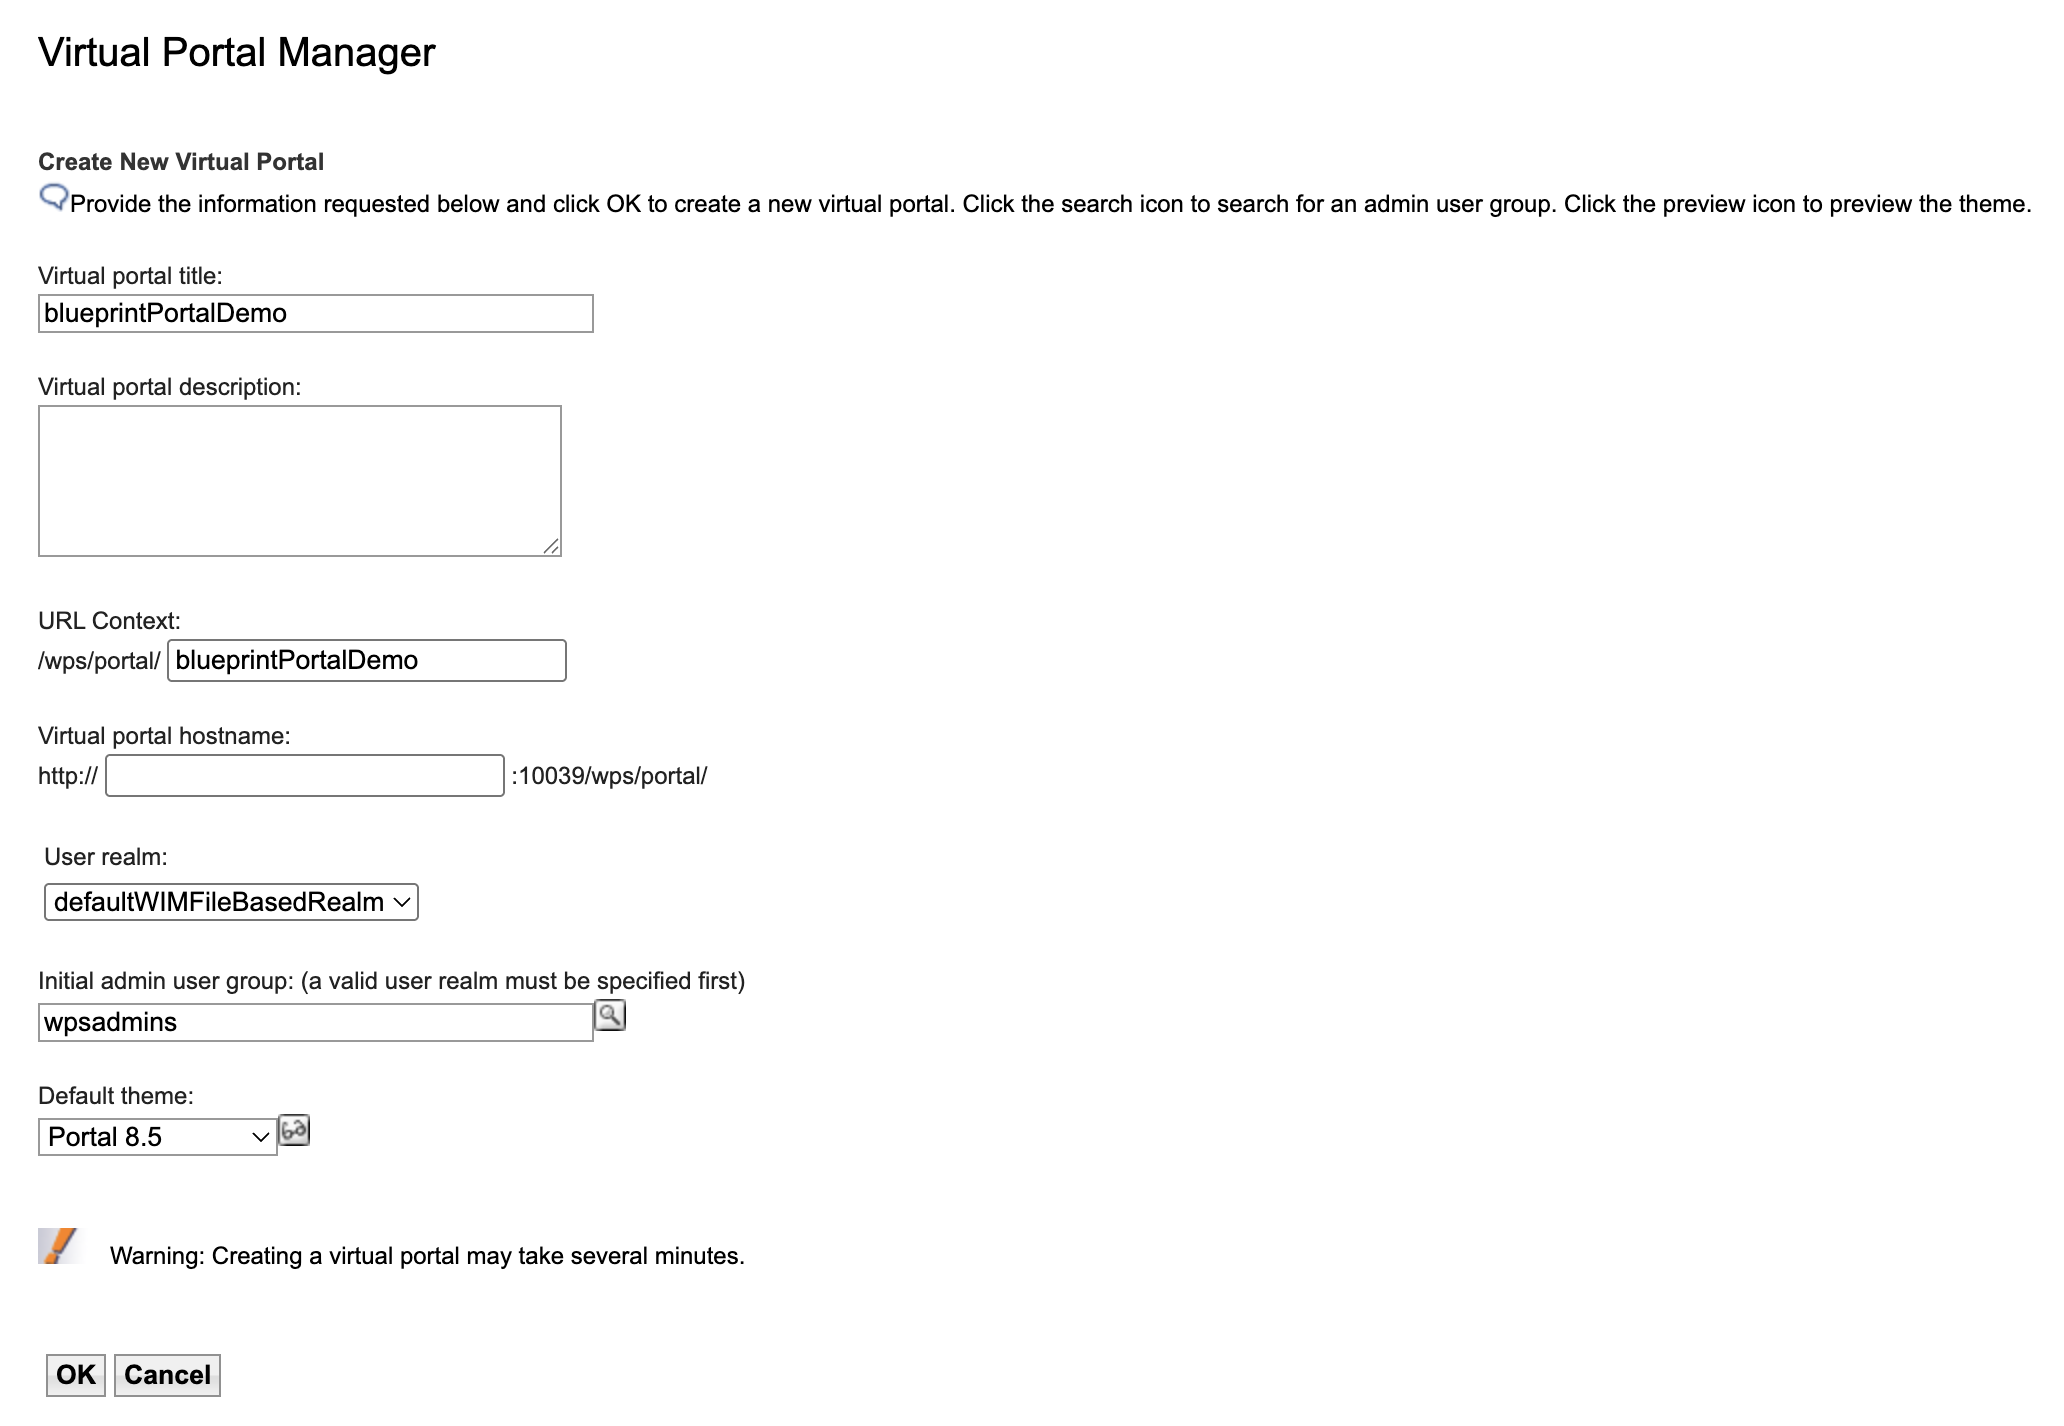 Virtual Portal Manager
Create New Virtual Portal
Provide the information requested below and click OK to create a new virtual portal. Click the search icon to search for an admin user group. Click the preview icon to preview the theme.
Virtual portal title:
blueprintPortalDemo
Virtual portal description:
URL Context:
/wps/portal/ blueprintPortalDemo
Virtual portal hostname:
http:// :10039/wps/portal/
User realm:
defaultWIMFileBasedRealm
Initial admin user group: (a valid user realm must be specified first)
wpsadmins
Default theme:
Portal 8.5
Warning: Creating a virtual portal may take several minutes.
OK Cancel